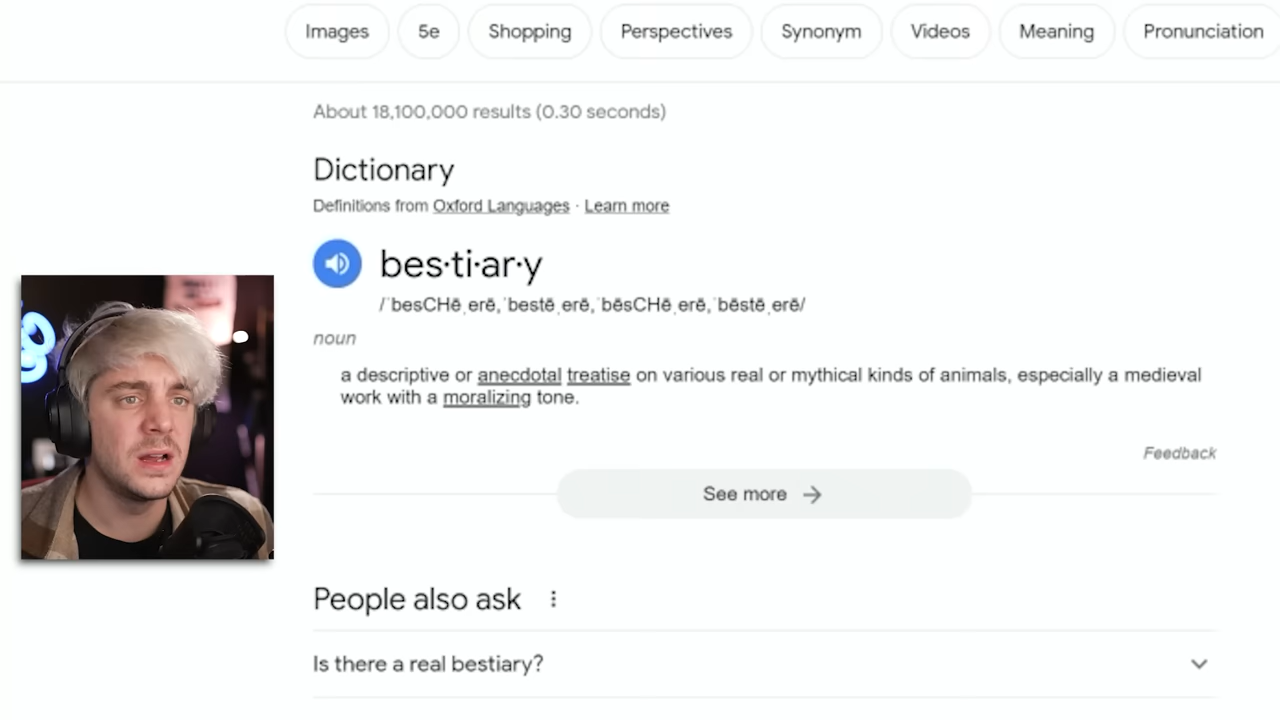 Images 5e Shopping Perspectives Synonym Videos Meaning Pronunciation
About 18,100,000 results (0.30 seconds)
Dictionary
Definitions from Oxford Languages · Learn more
bes·ti·ar·y
/ˈbesCHēˌerē,ˈbestēˌerē,ˈbēsCHēˌerē,ˈbēstēˌerē/
noun
a descriptive or anecdotal treatise on various real or mythical kinds of animals, especially a medieval
work with a moralizing tone.
Feedback
See more
People also ask
Is there a real bestiary?